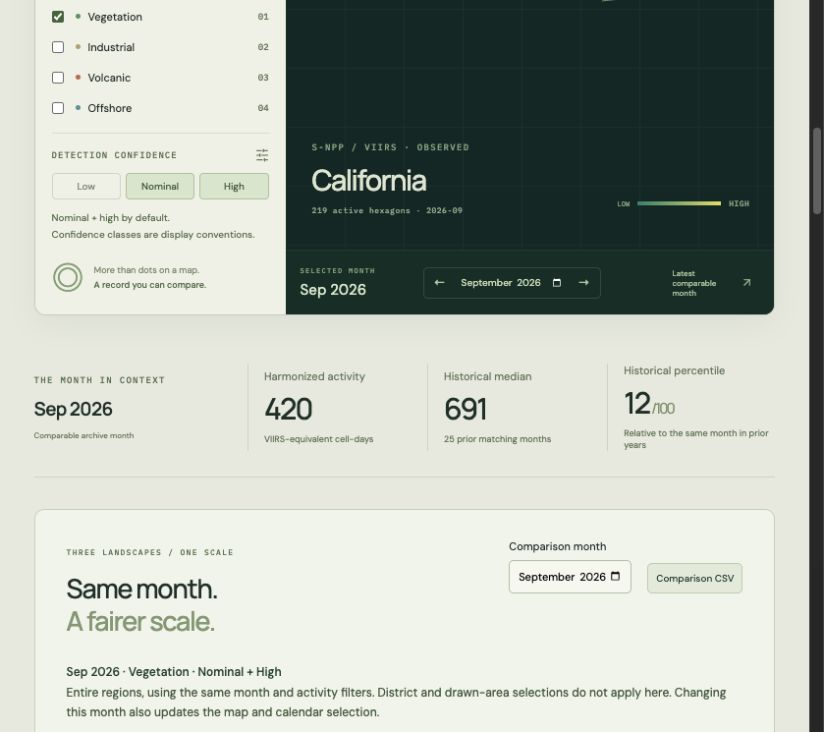 Vegetation 01
Industrial 02
Volcanic 03
Offshore 04
DETECTION CONFIDENCE
Low Nominal High
Nominal + high by default.
Confidence classes are display conventions.
More than dots on a map.
A record you can compare.
S-NPP / VIIRS · OBSERVED
California
219 active hexagons · 2026-09
LOW HIGH
SELECTED MONTH
Sep 2026
← September 2026 →
Latest
comparable
month ↗
THE MONTH IN CONTEXT
Sep 2026
Comparable archive month
Harmonized activity
420
VIIRS-equivalent cell-days
Historical median
691
25 prior matching months
Historical percentile
12/100
Relative to the same month in prior
years
THREE LANDSCAPES / ONE SCALE
Same month.
A fairer scale.
Comparison month
September 2026
Comparison CSV
Sep 2026 · Vegetation · Nominal + High
Entire regions, using the same month and activity filters. District and drawn-area selections do not apply here. Changing
this month also updates the map and calendar selection.